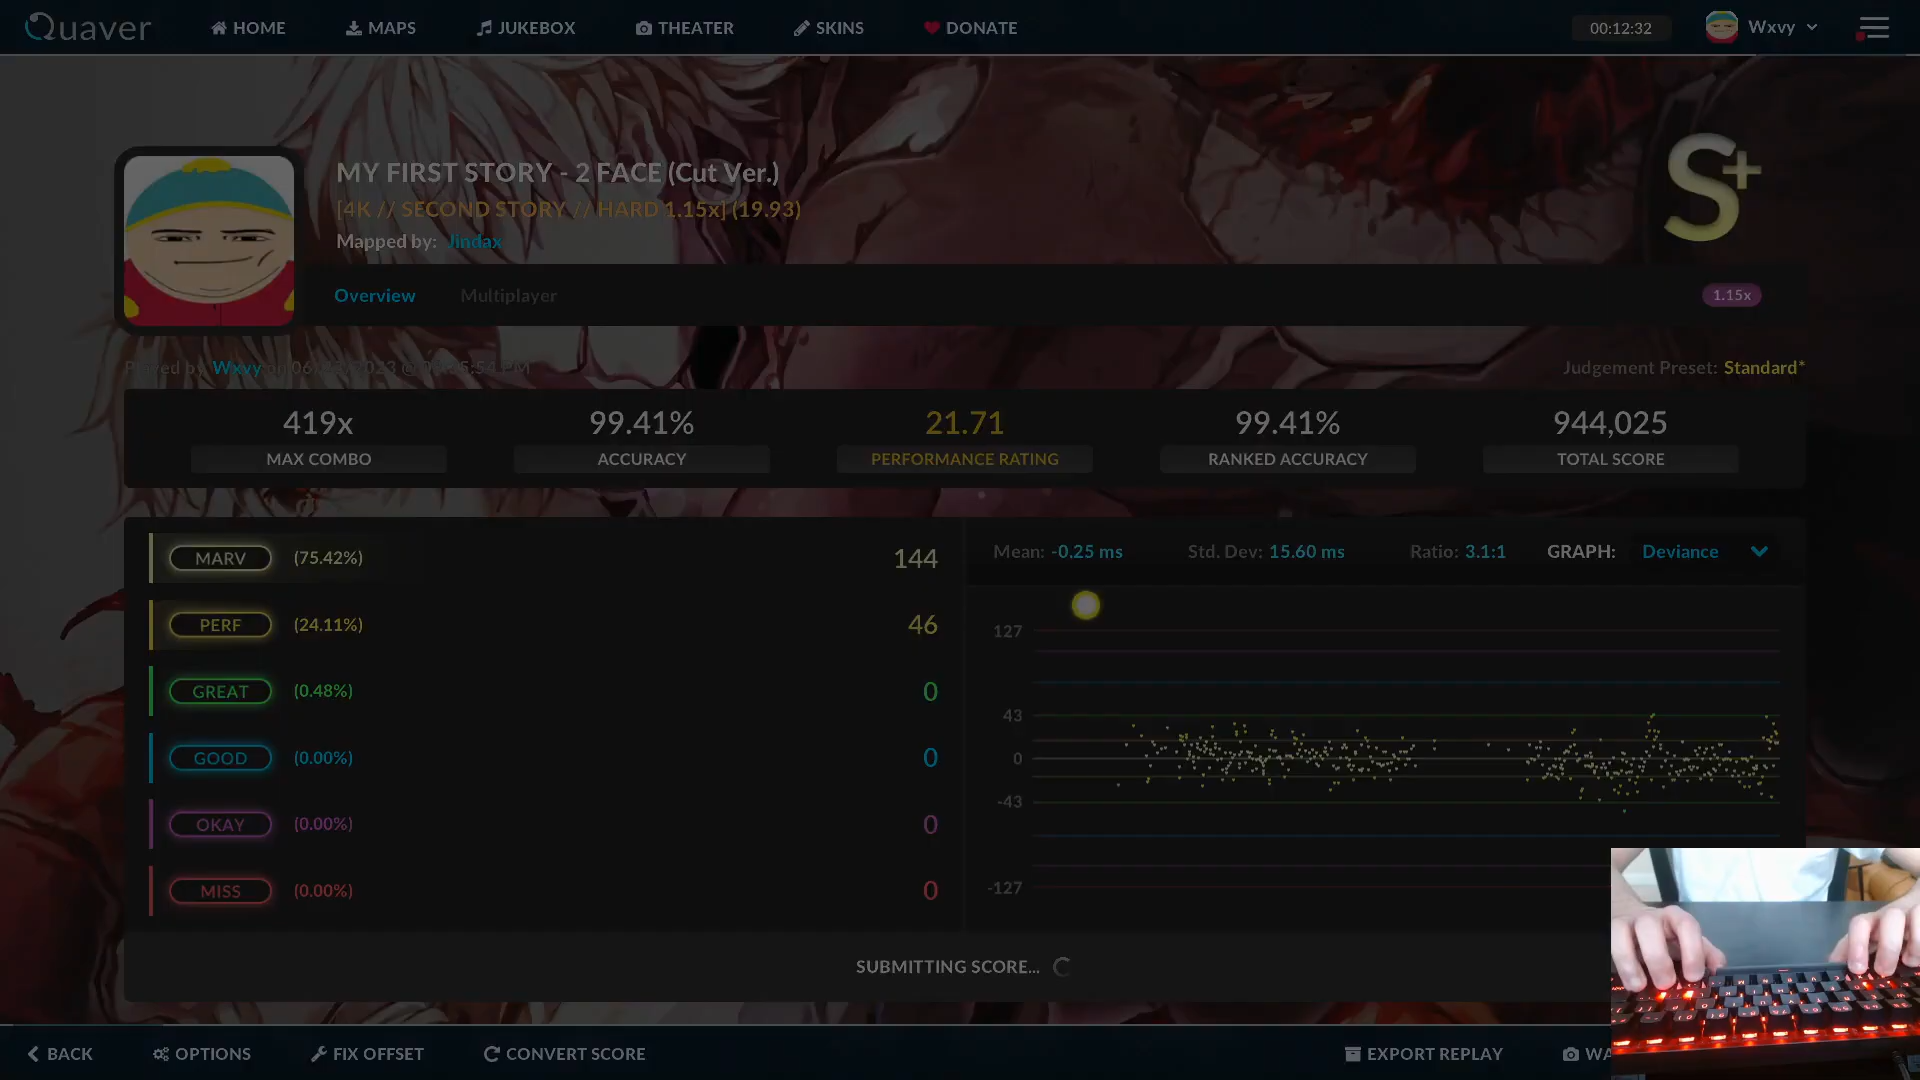 Quaver
HOME
MAPS
JUKEBOX
THEATER
SKINS
DONATE
00:12:32
Wxvy
MY FIRST STORY - 2 FACE (Cut Ver.)
[4K // SECOND STORY // HARD 1.15x] (19.93)
Mapped by: Jindax
Overview
Multiplayer
1.15x
Played by Wxvy on
Judgement Preset: Standard*
419x
MAX COMBO
99.41%
ACCURACY
21.71
PERFORMANCE RATING
99.41%
RANKED ACCURACY
944,025
TOTAL SCORE
MARV (75.42%) 144
PERF (24.11%) 46
GREAT (0.48%) 0
GOOD (0.00%) 0
OKAY (0.00%) 0
MISS (0.00%) 0
Mean: -0.25 ms
Std. Dev: 15.60 ms
Ratio: 3.1:1
GRAPH: Deviance
127
43
0
-43
-127
SUBMITTING SCORE...
BACK
OPTIONS
FIX OFFSET
CONVERT SCORE
EXPORT REPLAY
WA